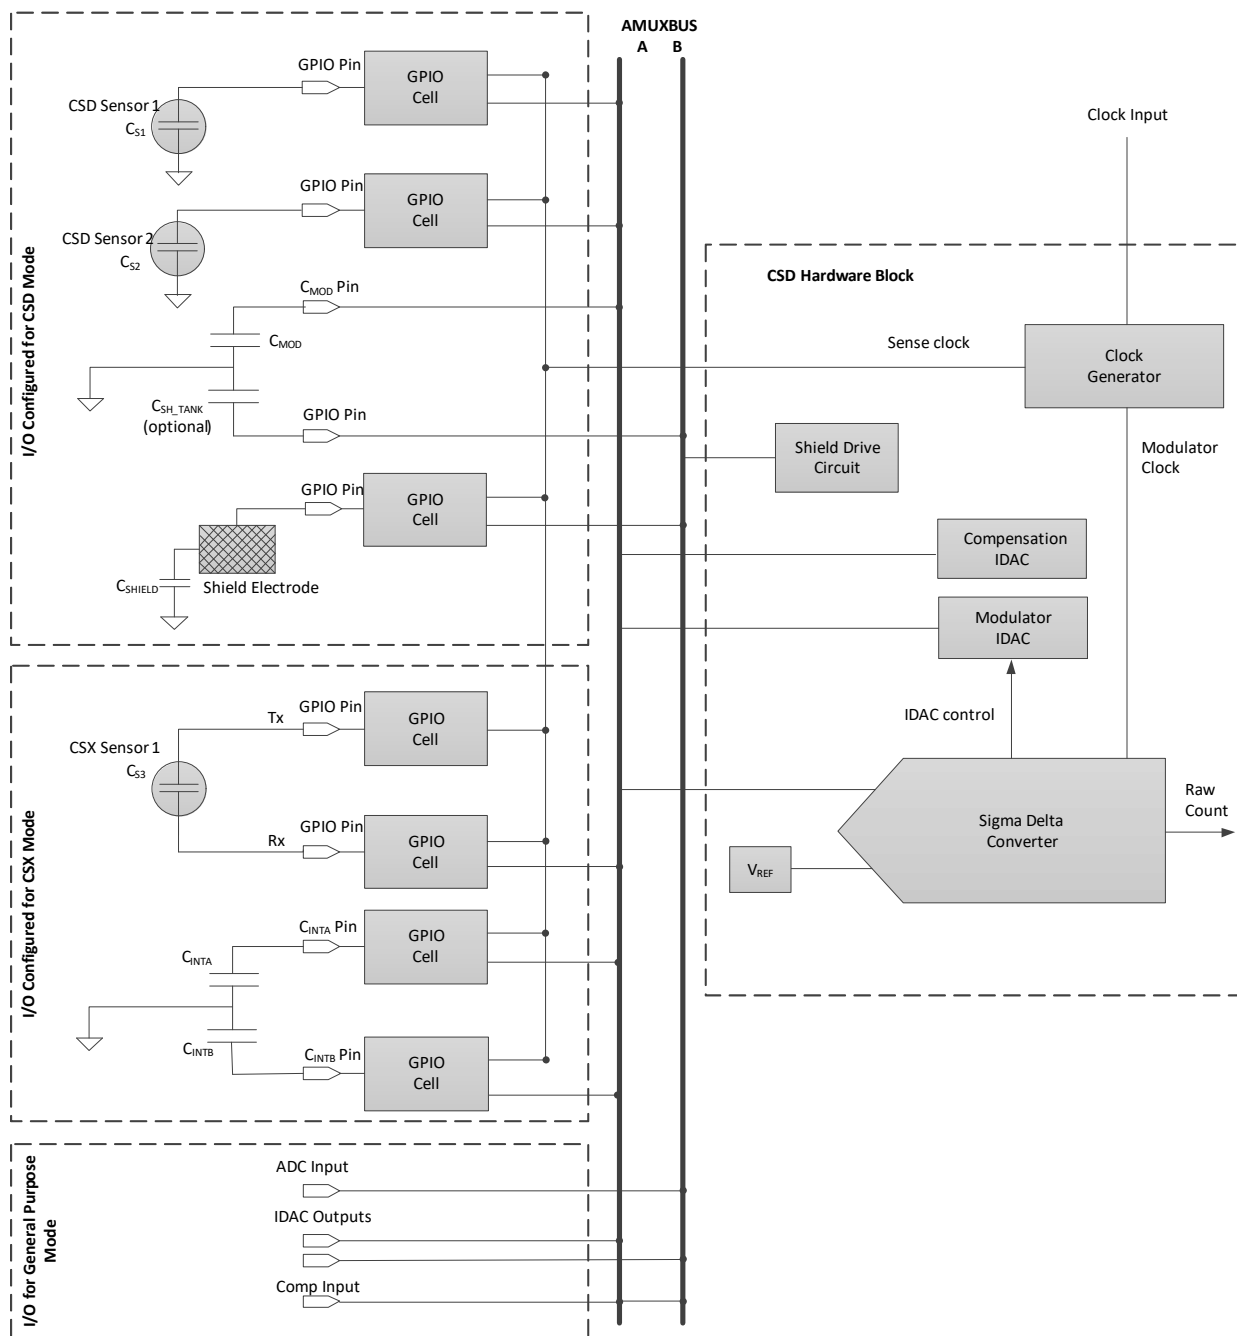 AMUXBUS
A B
I/O Configured for CSD Mode
GPIO Pin
GPIO
Cell
CSD Sensor 1
CS1
GPIO Pin
GPIO
Cell
CSD Sensor 2
CS2
CMOD Pin
CMOD
CSH_TANK
(optional)
GPIO Pin
GPIO Pin
GPIO
Cell
CSHIELD
Shield Electrode
I/O Configured for CSX Mode
GPIO Pin
Tx
GPIO
Cell
CSX Sensor 1
CS3
GPIO Pin
Rx
GPIO
Cell
CINTA Pin
GPIO
Cell
CINTA
CINTB
CINTB Pin
GPIO
Cell
I/O for General Purpose
Mode
ADC Input
IDAC Outputs
Comp Input
Clock Input
CSD Hardware Block
Sense clock
Clock
Generator
Shield Drive
Circuit
Modulator
Clock
Compensation
IDAC
Modulator
IDAC
IDAC control
Sigma Delta
Converter
Raw
Count
VREF